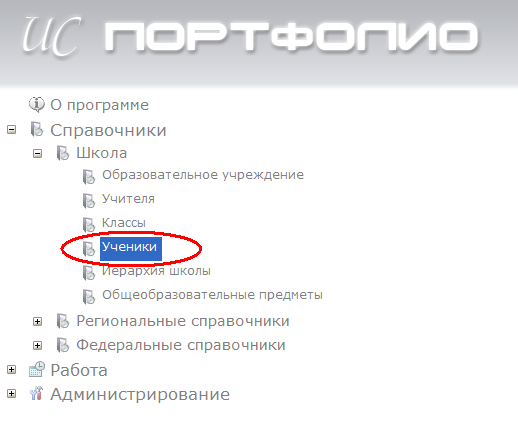 ИС ПОРТФОЛИО
О программе
Справочники
Школа
Образовательное учреждение
Учителя
Классы
Ученики
Иерархия школы
Общеобразовательные предметы
Региональные справочники
Федеральные справочники
Работа
Администрирование